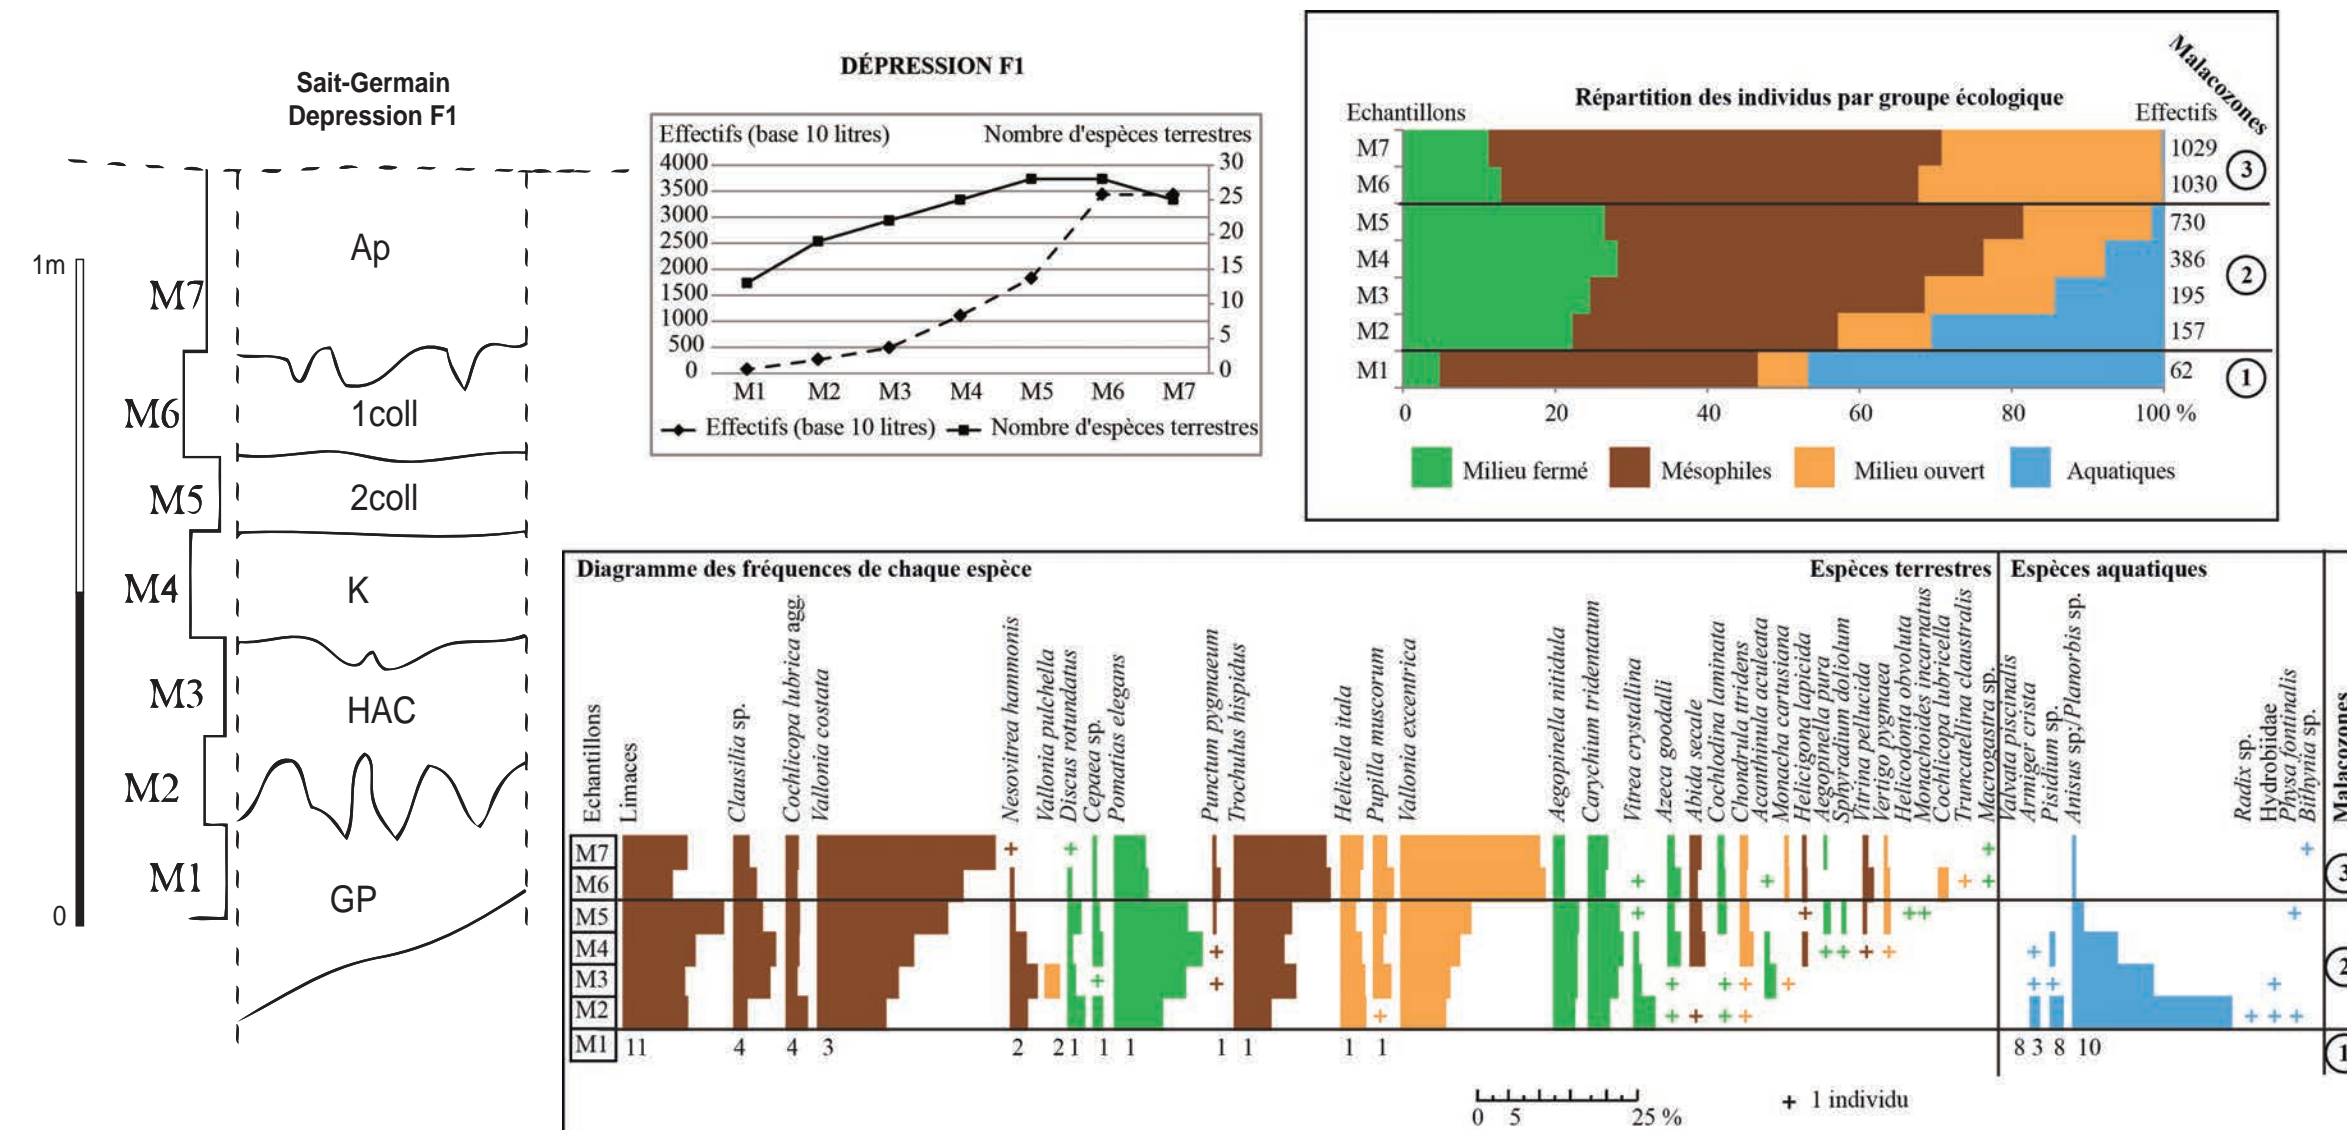 Sait-Germain
Depression F1
1m
0
M7
M6
M5
M4
M3
M2
M1
Ap
1coll
2coll
K
HAC
GP
DÉPRESSION F1
Effectifs (base 10 litres)
Nombre d'espèces terrestres
4000
3500
3000
2500
2000
1500
1000
500
0
30
25
20
15
10
5
0
M1 M2 M3 M4 M5 M6 M7
Effectifs (base 10 litres) Nombre d'espèces terrestres
Malacozones
Répartition des individus par groupe écologique
Echantillons
Effectifs
M7 1029
M6 1030
3
M5 730
M4 386
M3 195
M2 157
2
M1 62
1
0 20 40 60 80 100 %
Milieu fermé Mésophiles Milieu ouvert Aquatiques
Diagramme des fréquences de chaque espèce
Espèces terrestres
Espèces aquatiques
Echantillons
Limaces
Clausilia sp.
Cochlicopa lubrica agg.
Vallonia costata
Nesovitrea hammonis
Vallonia pulchella
Discus rotundatus
Cepaea sp.
Pomatias elegans
Punctum pygmaeum
Trochulus hispidus
Helicella itala
Pupilla muscorum
Vallonia excentrica
Aegopinella nitidula
Carychium tridentatum
Vitrea crystallina
Azeca goodalli
Abida secale
Cochlodina laminata
Chondrula tridens
Acanthinula aculeata
Monacha cartusiana
Helicigona lapicida
Aegopinella pura
Sphyradium doliolum
Vitrina pellucida
Vertigo pygmaea
Helicodonta obvoluta
Monachoides incarnatus
Cochlicopa lubricella
Truncatellina claustralis
Macrogastra sp.
Valvata piscinalis
Armiger crista
Pisidium sp.
Anisus sp/Planorbis sp.
Radix sp.
Hydrobiidae
Physa fontinalis
Bithynia sp.
Malacozones
M7
M6
3
M5
M4
M3
M2
2
M1 11 4 4 3 2 2 1 1 1 1 1 1 1 8 3 8 10
1
0 5 25 %
+ 1 individu